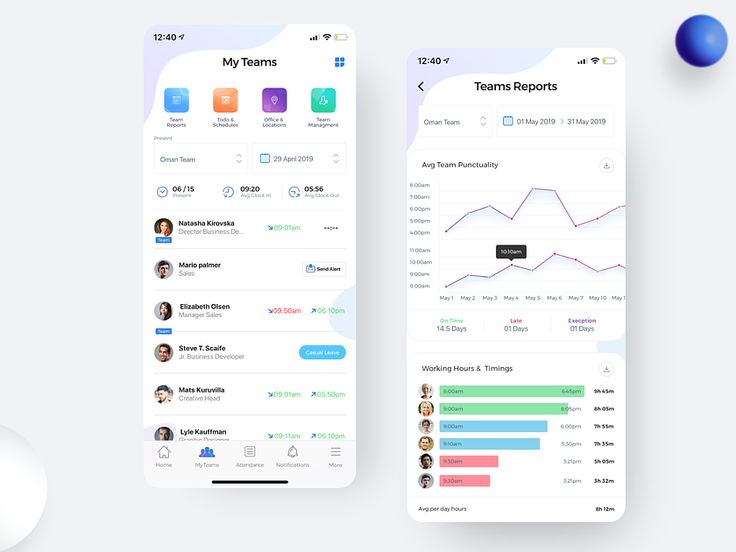 12:40
My Teams
Team Reports
Todo & Schedules
Office & Locations
Team Managment
Present
Oman Team
29 April 2019
06 / 15
Present
09:20
Avg Clock In
05:56
Avg Clock Out
Natasha Kirovska
Director Business De...
09:01am
--:--
Team
Mario palmer
Sales
Send Alert
Elizabeth Olsen
Manager Sales
09:50am
06:10pm
Team
Steve T. Scaife
Jr. Business Developer
Casual Leave
Mats Kuruvilla
Creative Head
09:01am
05:50pm
Lyle Kauffman
Graphic Designer
09:11am
06:10pm
Home
My Teams
Attendance
Notifications
More
12:40
Teams Reports
Oman Team
01 May 2019
31 May 2019
Avg Team Punctuality
8:00am
7:00am
6:00pm
5:00pm
4:00pm
11:00am
10:00am
9:00am
8:00am
10:10am
May 1
May 2
May 3
May 4
May 5
May 6
May 7
May 10
May 1
On Time
14.5 Days
Late
01 Days
Execption
01 Days
Working Hours & Timings
8:00am
6:45pm
9h 45m
9:00am
6:05pm
8h 05m
9:00am
6:00pm
7h 55m
9:10am
5:30pm
7h 35m
9:30am
3:21pm
5h 05m
9:30am
3:21pm
3h 32m
Avg per day hours
8h 12m